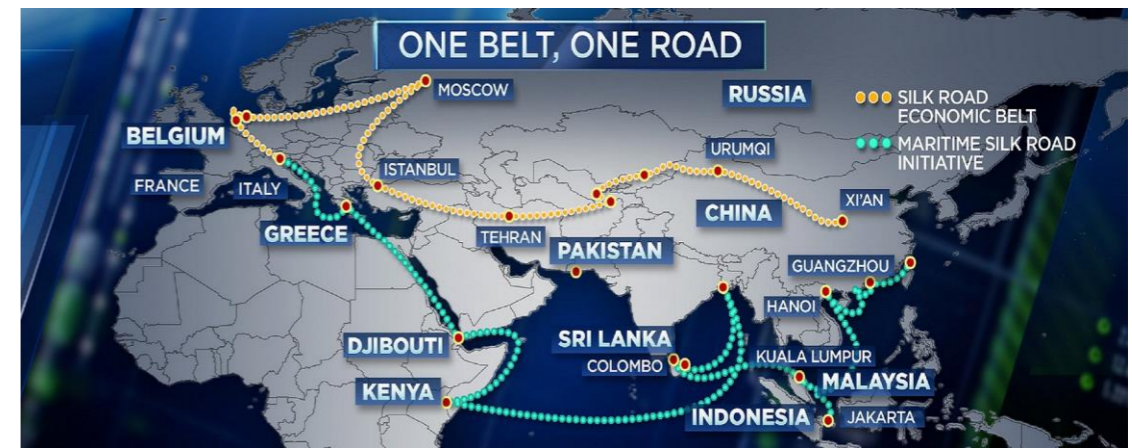 ONE BELT, ONE ROAD
MOSCOW
RUSSIA
SILK ROAD
ECONOMIC BELT
MARITIME SILK ROAD
INITIATIVE
BELGIUM
URUMQI
ISTANBUL
FRANCE
ITALY
XI'AN
CHINA
GREECE
TEHRAN
PAKISTAN
GUANGZHOU
HANOI
DJIBOUTI
SRI LANKA
COLOMBO
KUALA LUMPUR
MALAYSIA
KENYA
INDONESIA
JAKARTA